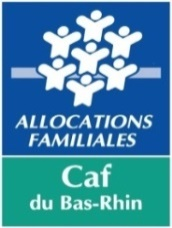 ALLOCATIONS
FAMILIALES
Caf
du Bas-Rhin